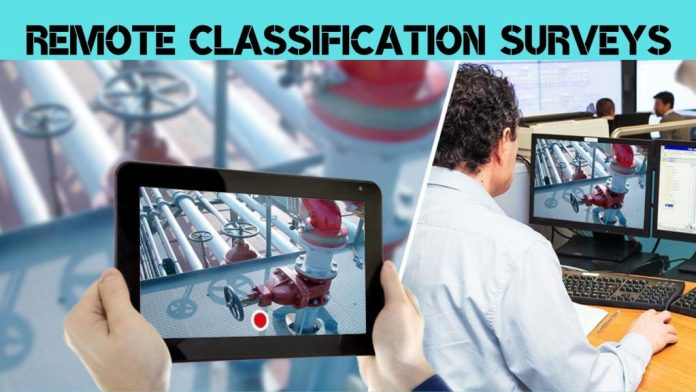 REMOTE CLASSIFICATION SURVEYS